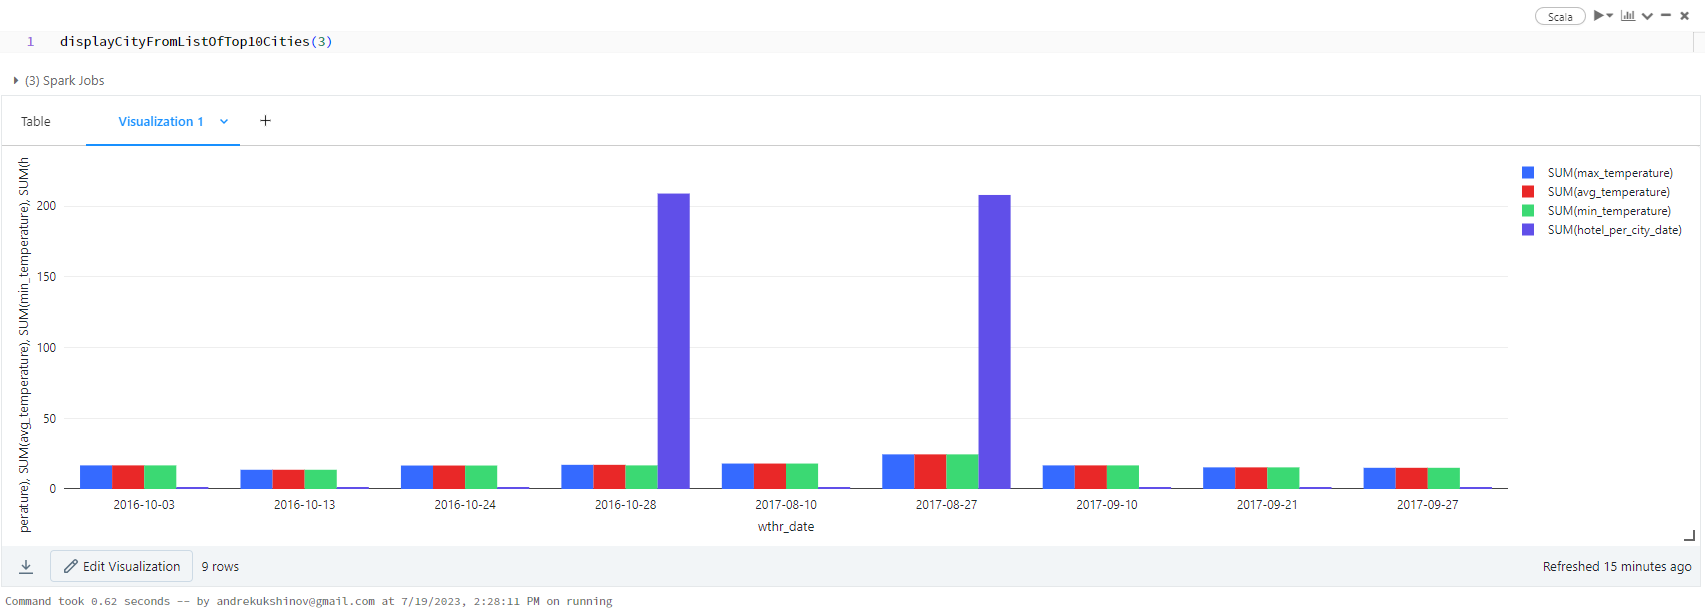 Scala
1 displayCityFromListOfTop10Cities(3)
(3) Spark Jobs
Table Visualization 1 +
perature), SUM(avg_temperature), SUM(min_temperature), SUM(h
200
150
100
50
0
2016-10-03 2016-10-13 2016-10-24 2016-10-28 2017-08-10 2017-08-27 2017-09-10 2017-09-21 2017-09-27
wthr_date
SUM(max_temperature)
SUM(avg_temperature)
SUM(min_temperature)
SUM(hotel_per_city_date)
Edit Visualization 9 rows Refreshed 15 minutes ago
Command took 0.62 seconds -- by andrekukshinov@gmail.com at 7/19/2023, 2:28:11 PM on running